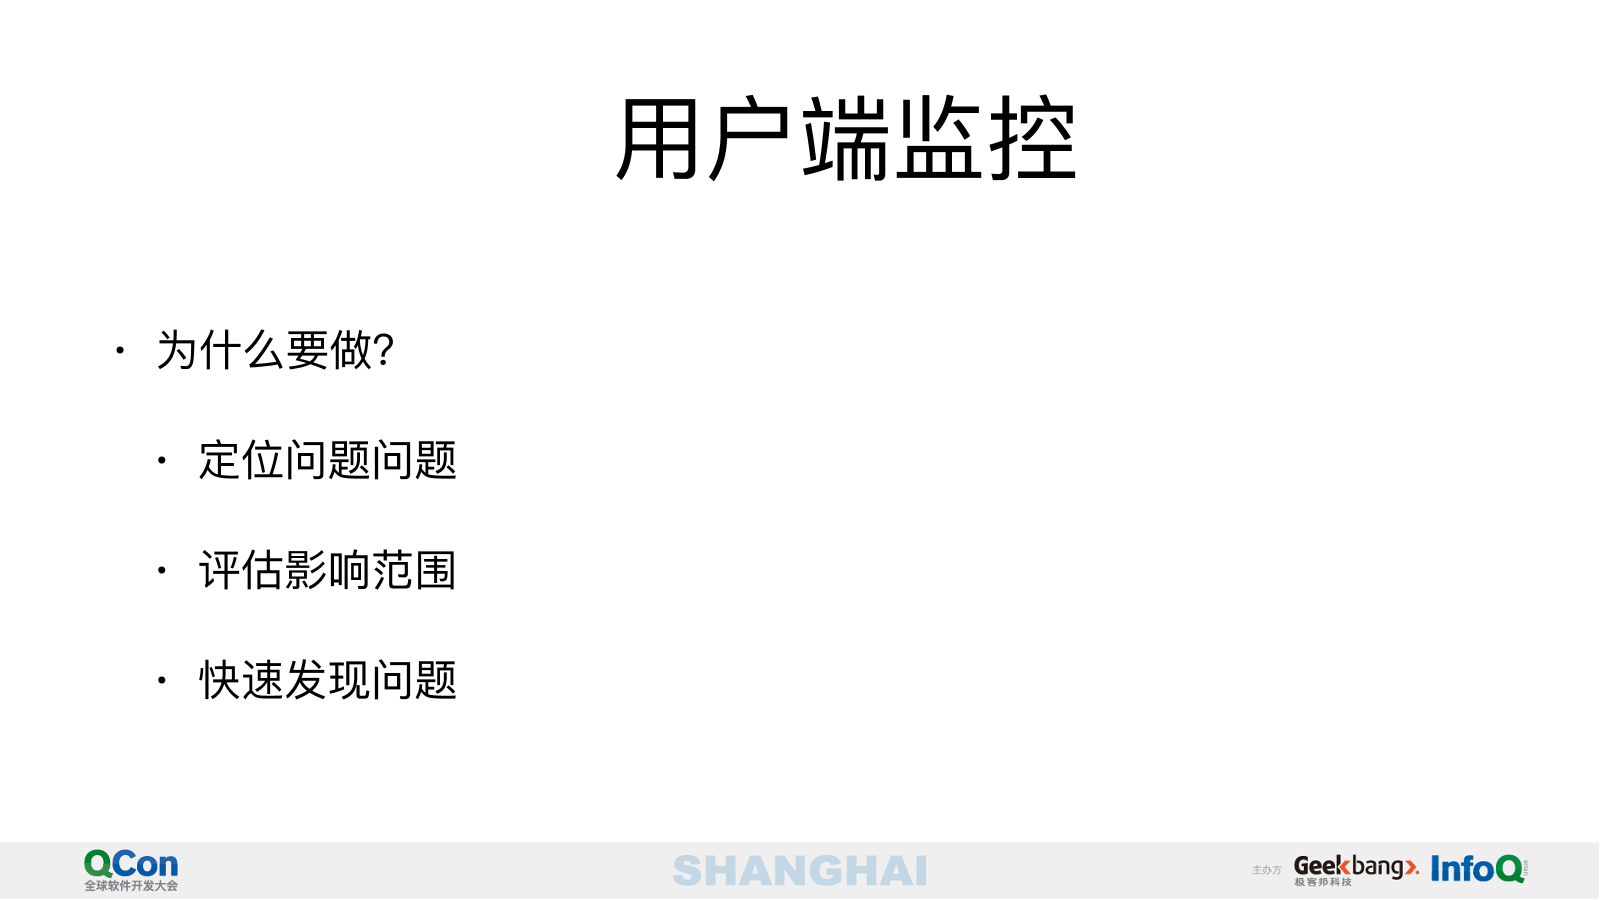 用户端监控
• 为什么要做?
• 定位问题问题
• 评估影响范围
• 快速发现问题
QCon
全球软件开发大会
SHANGHAI
主办方
Geekbang>.
极客邦科技
InfoQ